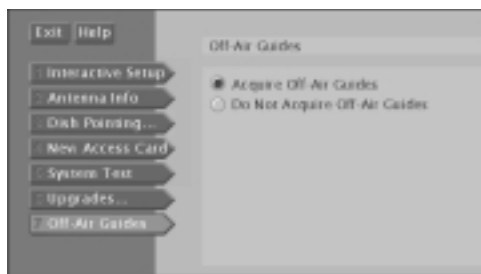 Exit Help
Off-Air Guides
Interactive Setup
Acquire Off-Air Guides
Antenna Info
Do Not Acquire Off-Air Guides
Dish Pointing...
New Access Card
System Test
Upgrades...
Off-Air Guides